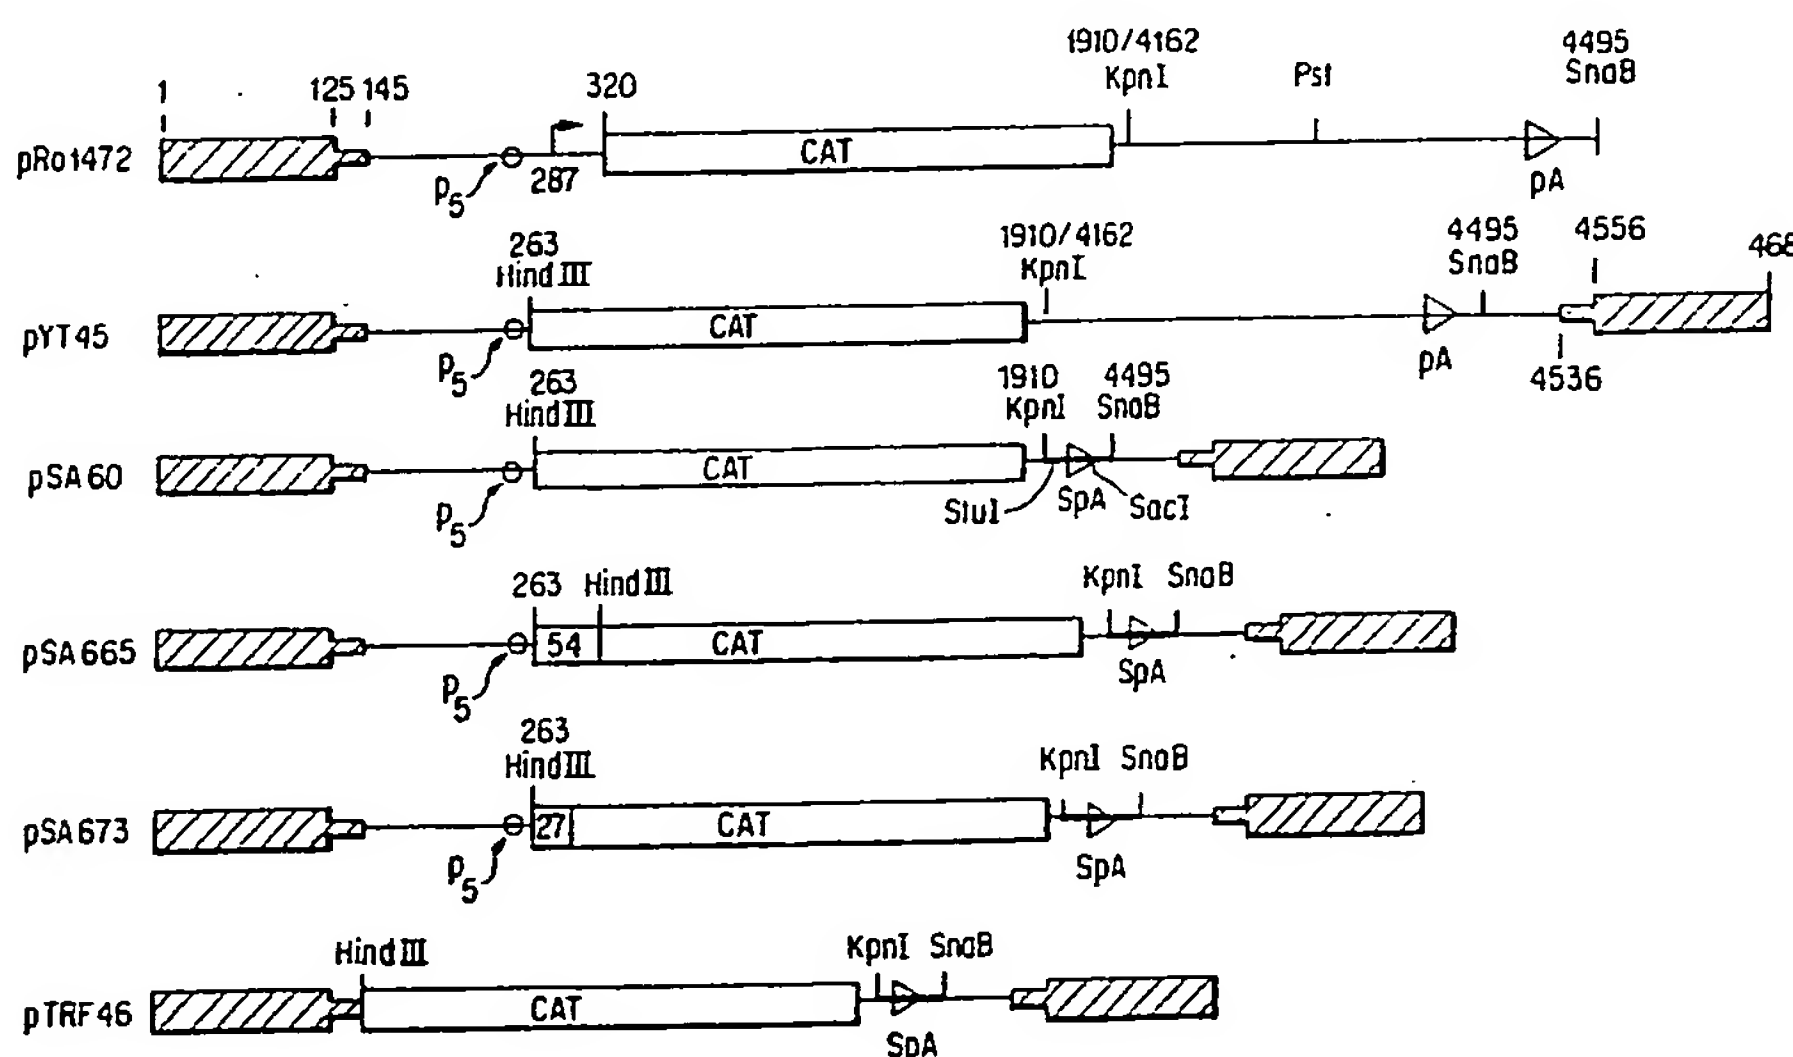 1910/4162
4495
1 125 145 320 KpnI Pst SnaB
pRo1472 CAT
P5 287 pA
263 1910/4162 4495 4556 468
HindIII KpnI SnaB
pYT45 CAT
P5 pA 4536
263 1910 4495
HindIII KpnI SnaB
pSA60 CAT
P5 StuI SpA SacI
263 HindIII KpnI SnaB
pSA665 54 CAT
P5 SpA
263
HindIII KpnI SnaB
pSA673 27 CAT
P5 SpA
HindIII KpnI SnaB
pTRF46 CAT
SpA